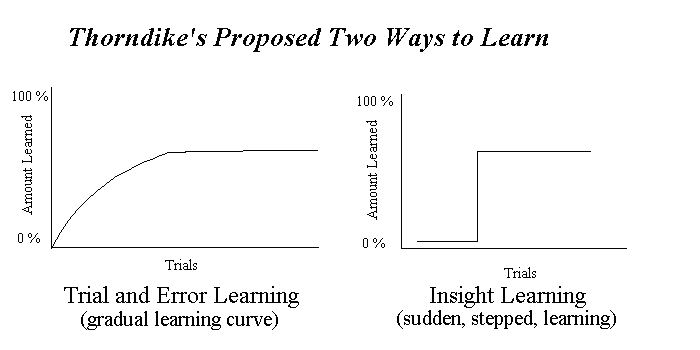 Thorndike's Proposed Two Ways to Learn
100 %
Amount Learned
0 %
Trials
Trial and Error Learning
(gradual learning curve)
100 %
Amount Learned
0 %
Trials
Insight Learning
(sudden, stepped, learning)